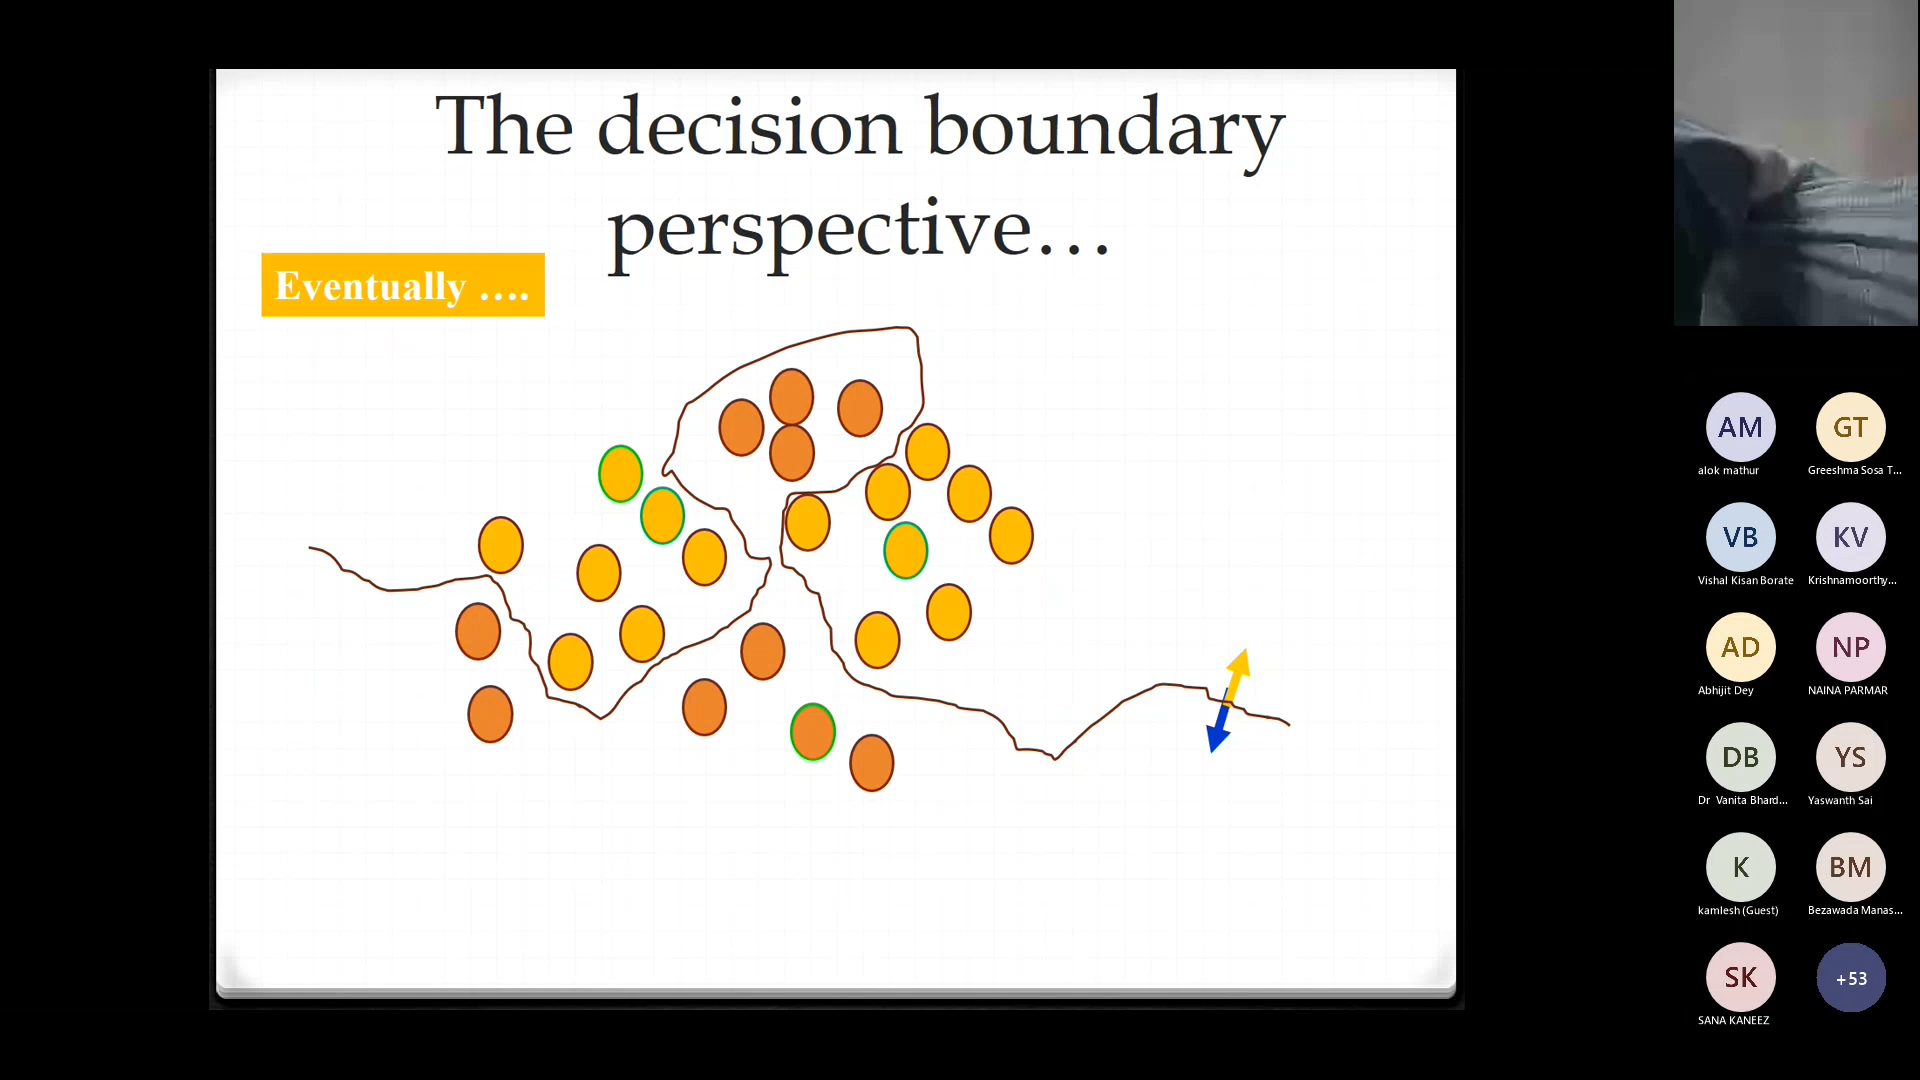 The decision boundary
perspective…
Eventually ….
AM
alok mathur
GT
Greeshma Sosa T...
VB
Vishal Kisan Borate
KV
Krishnamoorthy...
AD
Abhijit Dey
NP
NAINA PARMAR
DB
Dr Vanita Bhard...
YS
Yaswanth Sai
K
kamlesh (Guest)
BM
Bezawada Manas...
SK
SANA KANEEZ
+53